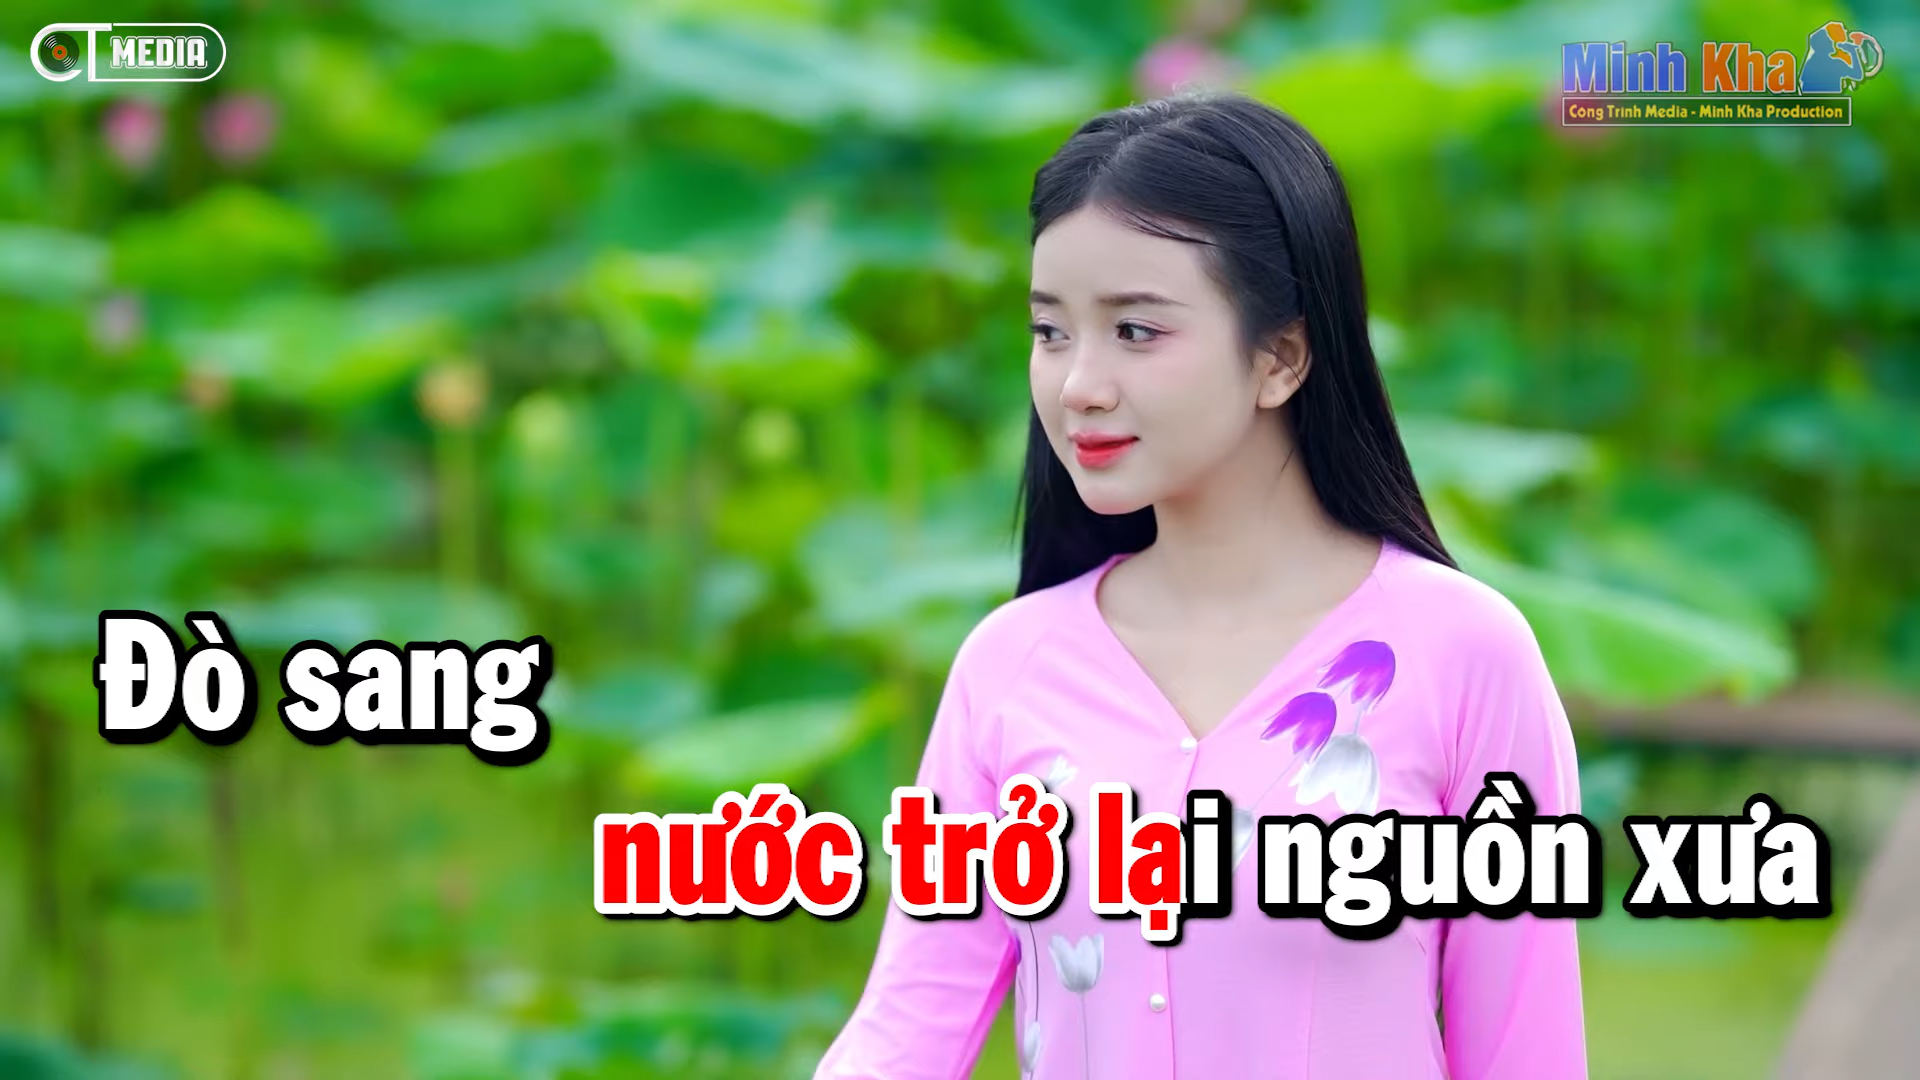 CT MEDIA
Minh Kha
Cong Trinh Media - Minh Kha Production
Đò sang
nước trở lại nguồn xưa